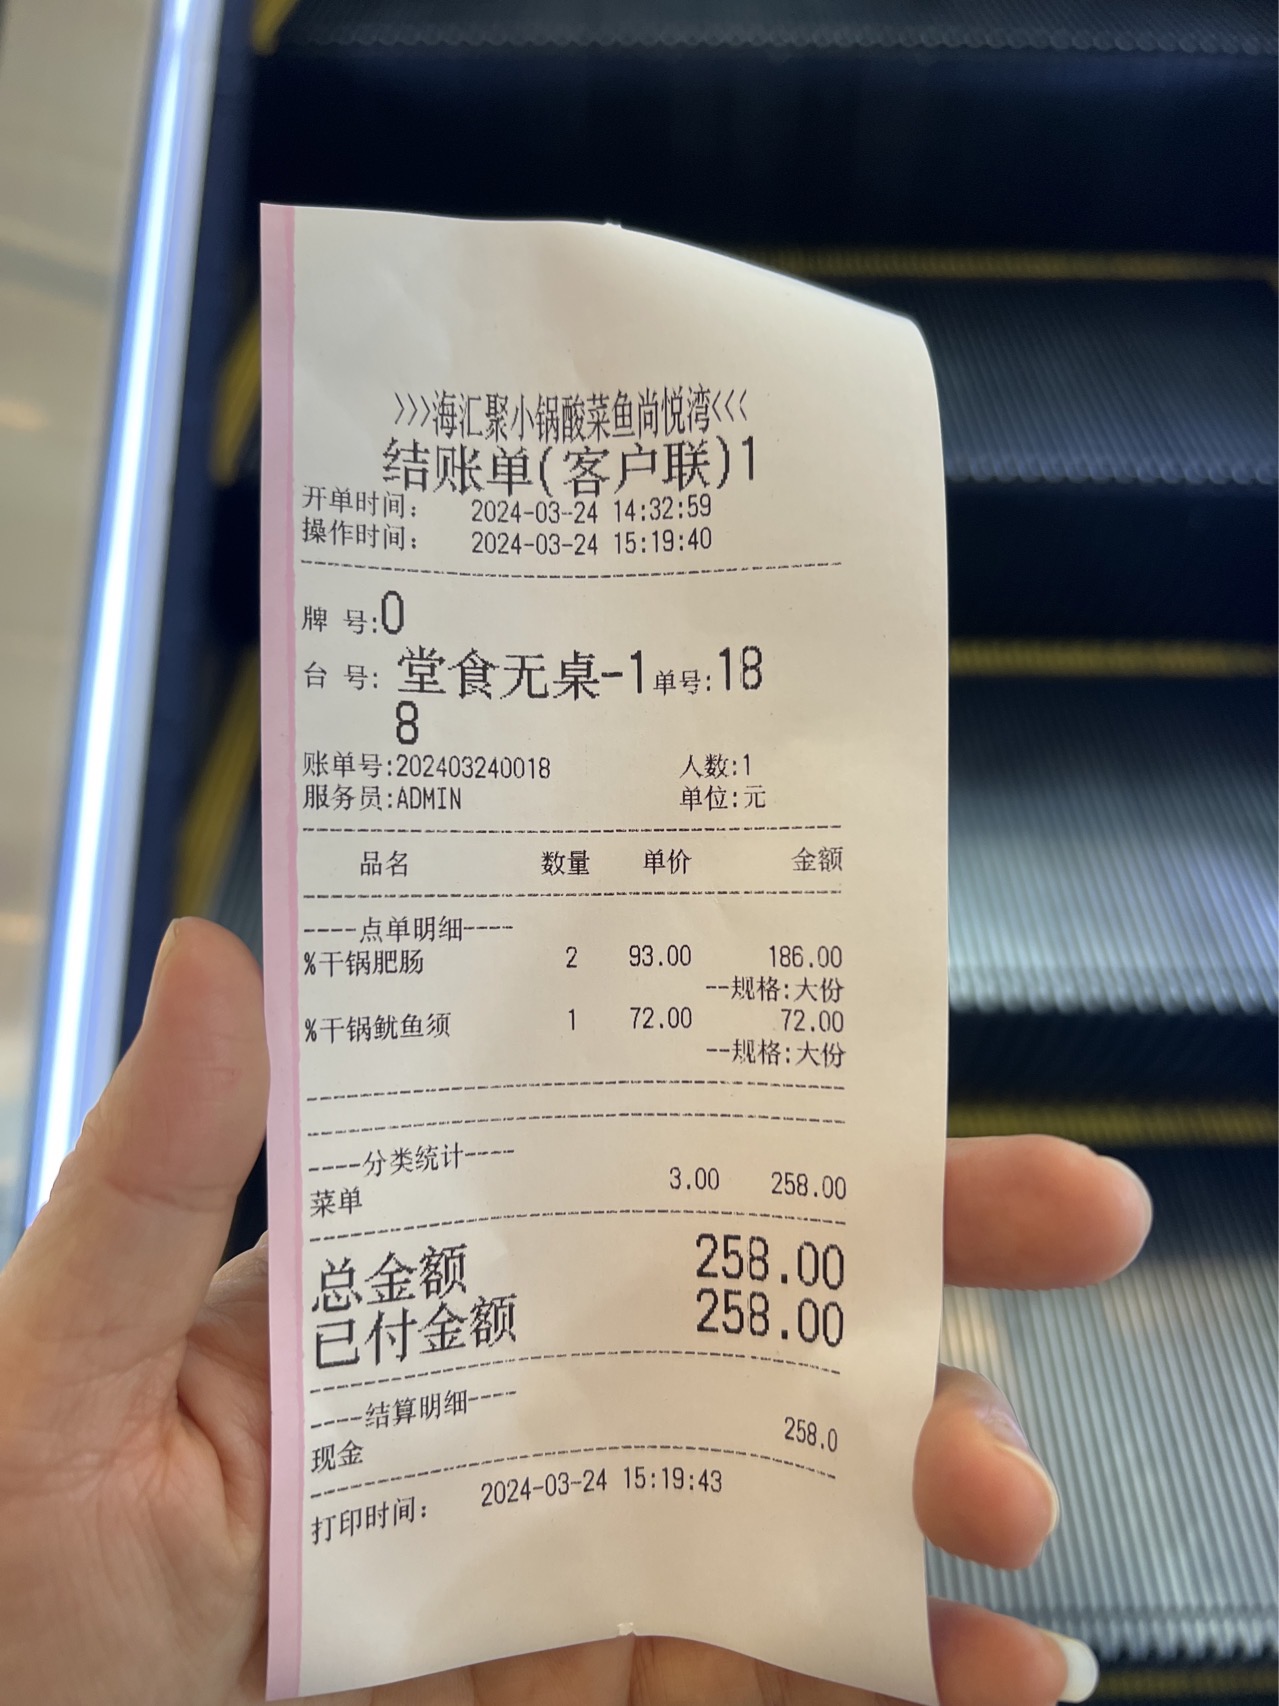 >>>海汇聚小锅酸菜鱼尚悦湾<<<
结账单(客户联)1
开单时间: 2024-03-24 14:32:59
操作时间: 2024-03-24 15:19:40
牌 号:0
台 号: 堂食无桌-1 单号:18
8
账单号:202403240018 人数:1
服务员:ADMIN 单位:元
品名 数量 单价 金额
----点单明细----
%干锅肥肠 2 93.00 186.00
--规格:大份
%干锅鱿鱼须 1 72.00 72.00
--规格:大份
----分类统计----
菜单 3.00 258.00
总金额 258.00
已付金额 258.00
----结算明细----
现金 258.0
打印时间: 2024-03-24 15:19:43